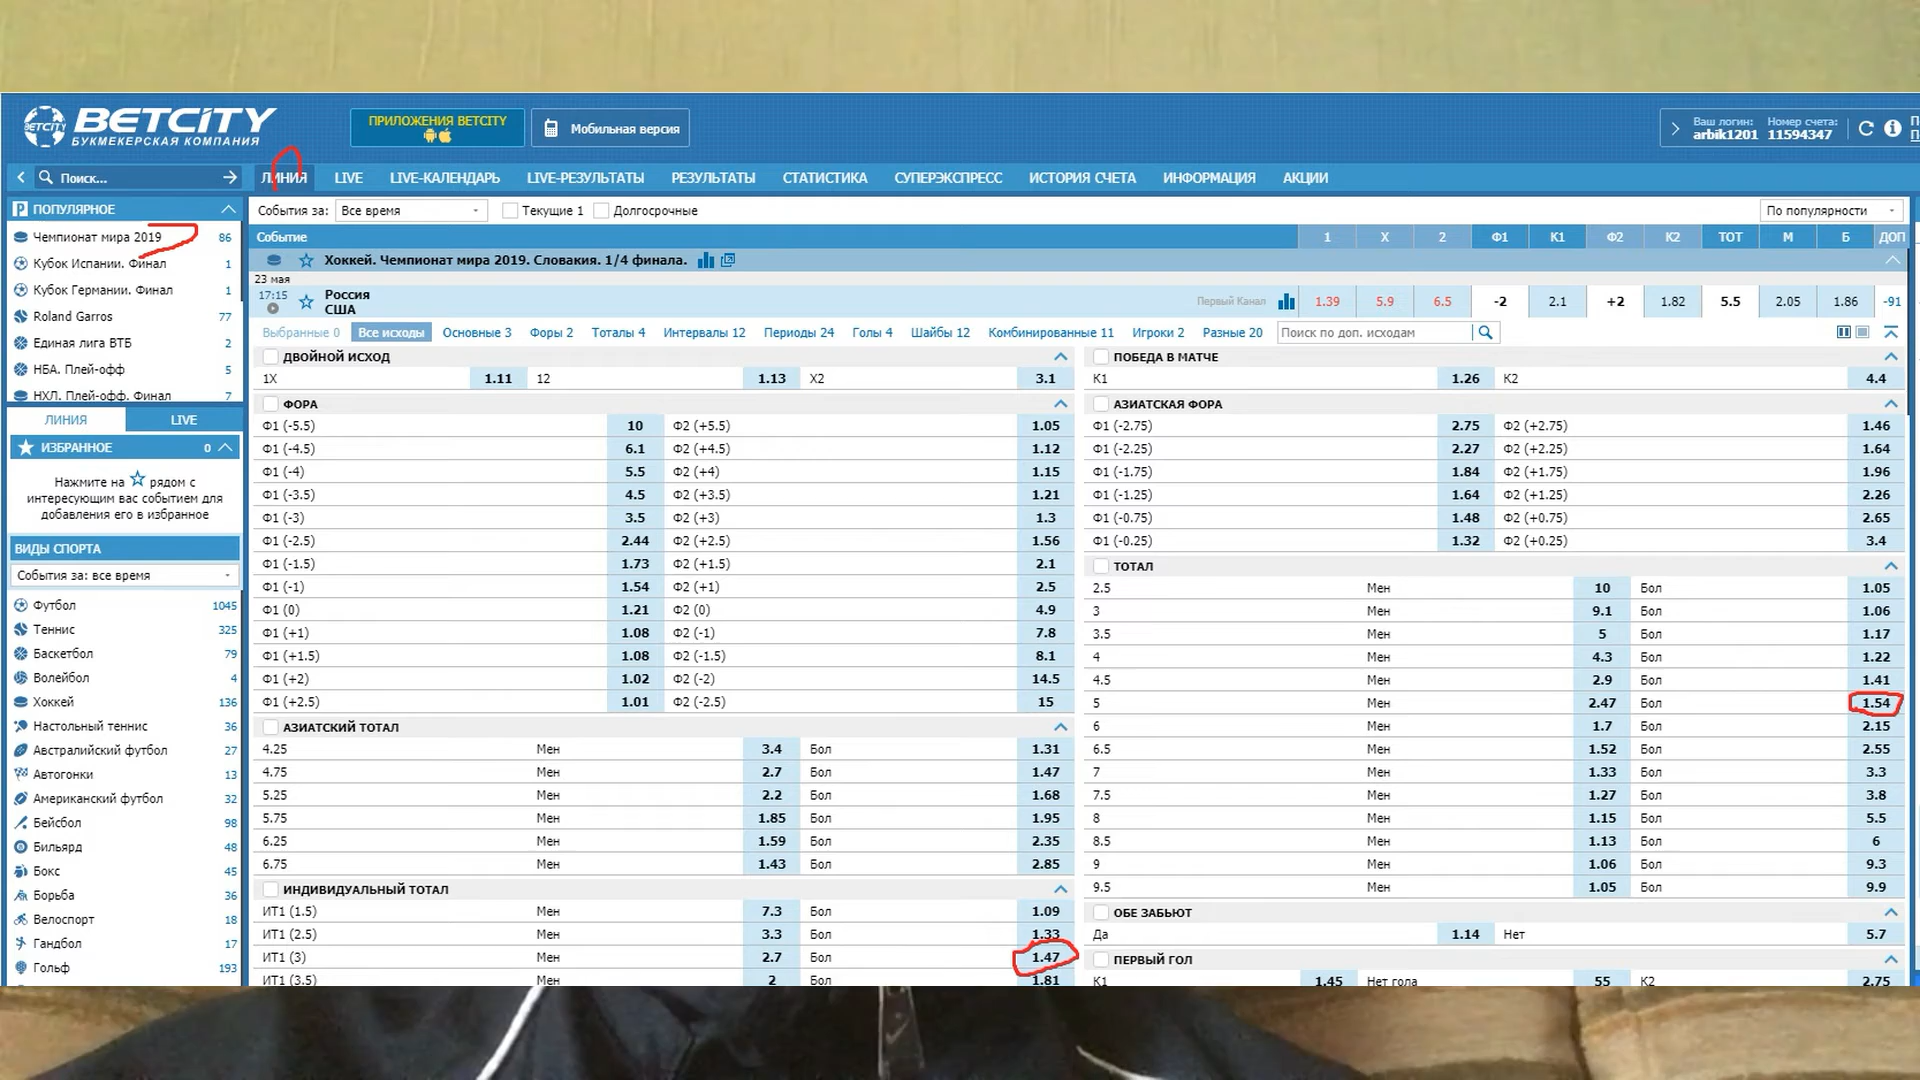 BETCITY
БУКМЕКЕРСКАЯ КОМПАНИЯ
ПРИЛОЖЕНИЯ BETCITY
Мобильная версия
Ваш логин: Номер счета:
arbik1201 11594347
Поиск...
ЛИНИЯ LIVE LIVE-КАЛЕНДАРЬ LIVE-РЕЗУЛЬТАТЫ РЕЗУЛЬТАТЫ СТАТИСТИКА СУПЕРЭКСПРЕСС ИСТОРИЯ СЧЕТА ИНФОРМАЦИЯ АКЦИИ
ПОПУЛЯРНОЕ
Чемпионат мира 2019 86
Кубок Испании. Финал 1
Кубок Германии. Финал 1
Roland Garros 77
Единая лига ВТБ 2
НБА. Плей-офф 5
НХЛ. Плей-офф. Финал 7
ЛИНИЯ LIVE
ИЗБРАННОЕ 0
Нажмите на рядом с
интересующим вас событием для
добавления его в избранное
ВИДЫ СПОРТА
События за: все время
Футбол 1045
Теннис 325
Баскетбол 79
Волейбол 4
Хоккей 136
Настольный теннис 36
Австралийский футбол 27
Автогонки 13
Американский футбол 32
Бейсбол 98
Бильярд 48
Бокс 45
Борьба 36
Велоспорт 18
Гандбол 17
Гольф 193
События за: Все время Текущие 1 Долгосрочные По популярности
Событие 1 X 2 Ф1 К1 Ф2 К2 ТОТ М Б ДОП
Хоккей. Чемпионат мира 2019. Словакия. 1/4 финала.
23 мая
17:15 Россия Первый Канал 1.39 5.9 6.5 -2 2.1 +2 1.82 5.5 2.05 1.86 -91
США
Выбранные 0 Все исходы Основные 3 Форы 2 Тоталы 4 Интервалы 12 Периоды 24 Голы 4 Шайбы 12 Комбинированные 11 Игроки 2 Разные 20 Поиск по доп. исходам
ДВОЙНОЙ ИСХОД
1X 1.11 12 1.13 X2 3.1
ФОРА
Ф1 (-5.5) 10 Ф2 (+5.5) 1.05
Ф1 (-4.5) 6.1 Ф2 (+4.5) 1.12
Ф1 (-4) 5.5 Ф2 (+4) 1.15
Ф1 (-3.5) 4.5 Ф2 (+3.5) 1.21
Ф1 (-3) 3.5 Ф2 (+3) 1.3
Ф1 (-2.5) 2.44 Ф2 (+2.5) 1.56
Ф1 (-1.5) 1.73 Ф2 (+1.5) 2.1
Ф1 (-1) 1.54 Ф2 (+1) 2.5
Ф1 (0) 1.21 Ф2 (0) 4.9
Ф1 (+1) 1.08 Ф2 (-1) 7.8
Ф1 (+1.5) 1.08 Ф2 (-1.5) 8.1
Ф1 (+2) 1.02 Ф2 (-2) 14.5
Ф1 (+2.5) 1.01 Ф2 (-2.5) 15
АЗИАТСКИЙ ТОТАЛ
4.25 Мен 3.4 Бол 1.31
4.75 Мен 2.7 Бол 1.47
5.25 Мен 2.2 Бол 1.68
5.75 Мен 1.85 Бол 1.95
6.25 Мен 1.59 Бол 2.35
6.75 Мен 1.43 Бол 2.85
ИНДИВИДУАЛЬНЫЙ ТОТАЛ
ИТ1 (1.5) Мен 7.3 Бол 1.09
ИТ1 (2.5) Мен 3.3 Бол 1.33
ИТ1 (3) Мен 2.7 Бол 1.47
ИТ1 (3.5) Мен 2 Бол 1.81
ПОБЕДА В МАТЧЕ
К1 1.26 К2 4.4
АЗИАТСКАЯ ФОРА
Ф1 (-2.75) 2.75 Ф2 (+2.75) 1.46
Ф1 (-2.25) 2.27 Ф2 (+2.25) 1.64
Ф1 (-1.75) 1.84 Ф2 (+1.75) 1.96
Ф1 (-1.25) 1.64 Ф2 (+1.25) 2.26
Ф1 (-0.75) 1.48 Ф2 (+0.75) 2.65
Ф1 (-0.25) 1.32 Ф2 (+0.25) 3.4
ТОТАЛ
2.5 Мен 10 Бол 1.05
3 Мен 9.1 Бол 1.06
3.5 Мен 5 Бол 1.17
4 Мен 4.3 Бол 1.22
4.5 Мен 2.9 Бол 1.41
5 Мен 2.47 Бол 1.54
6 Мен 1.7 Бол 2.15
6.5 Мен 1.52 Бол 2.55
7 Мен 1.33 Бол 3.3
7.5 Мен 1.27 Бол 3.8
8 Мен 1.15 Бол 5.5
8.5 Мен 1.13 Бол 6
9 Мен 1.06 Бол 9.3
9.5 Мен 1.05 Бол 9.9
ОБЕ ЗАБЬЮТ
Да 1.14 Нет 5.7
ПЕРВЫЙ ГОЛ
К1 1.45 Нет гола 55 К2 2.75